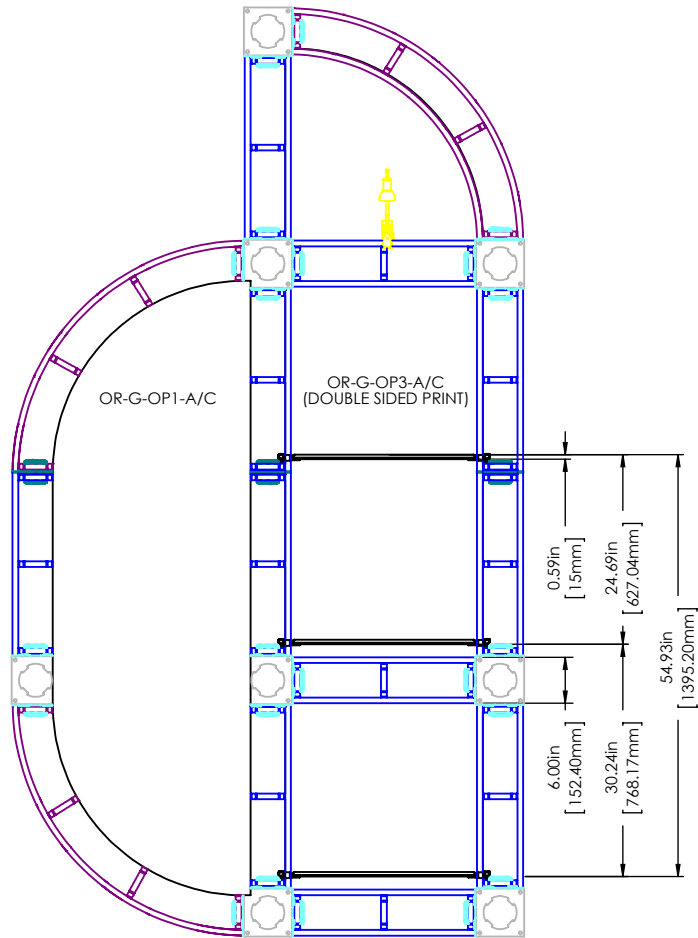 OR-G-OP1-A/C
OR-G-OP3-A/C
(DOUBLE SIDED PRINT)
0.59in
[15mm]
24.69in
[627.04mm]
54.93in
[1395.20mm]
6.00in
[152.40mm]
30.24in
[768.17mm]